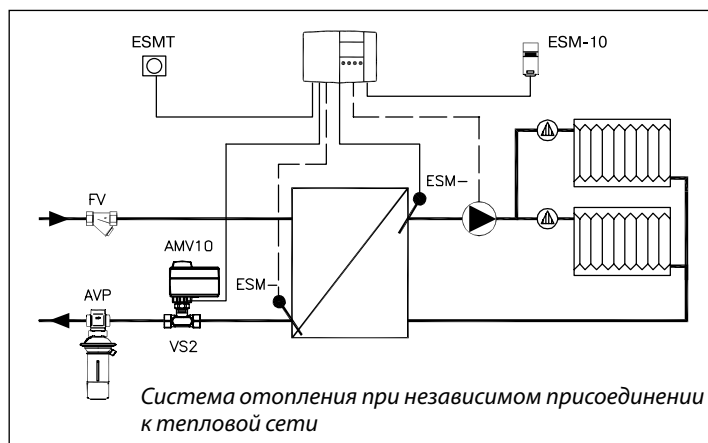 ESMT
ESM-10
FV
ESM-
AMV10
ESM-
AVP
VS2
Система отопления при независимом присоединении
к тепловой сети